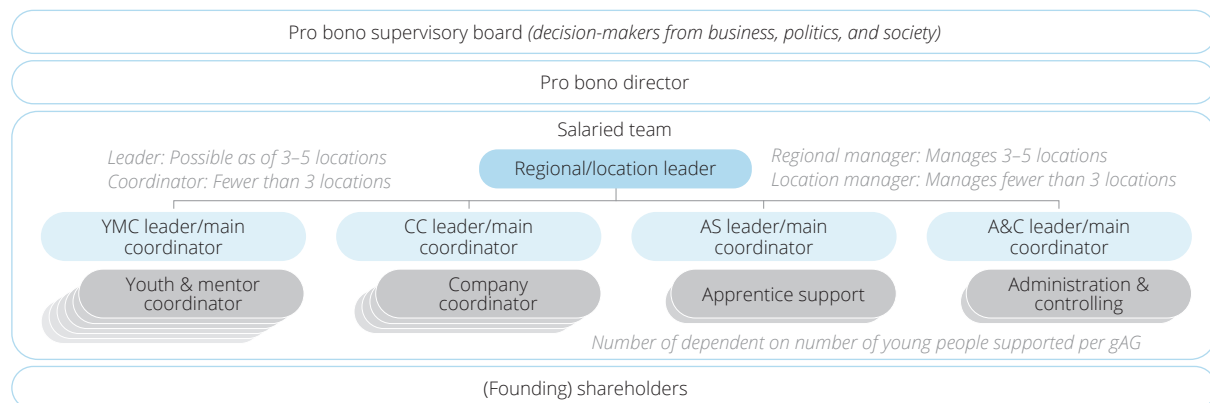 Pro bono supervisory board (decision-makers from business, politics, and society)
Pro bono director
Salaried team
Leader: Possible as of 3–5 locations
Coordinator: Fewer than 3 locations
Regional/location leader
Regional manager: Manages 3–5 locations
Location manager: Manages fewer than 3 locations
YMC leader/main
coordinator
CC leader/main
coordinator
AS leader/main
coordinator
A&C leader/main
coordinator
Youth & mentor
coordinator
Company
coordinator
Apprentice support
Administration &
controlling
Number of dependent on number of young people supported per gAG
(Founding) shareholders